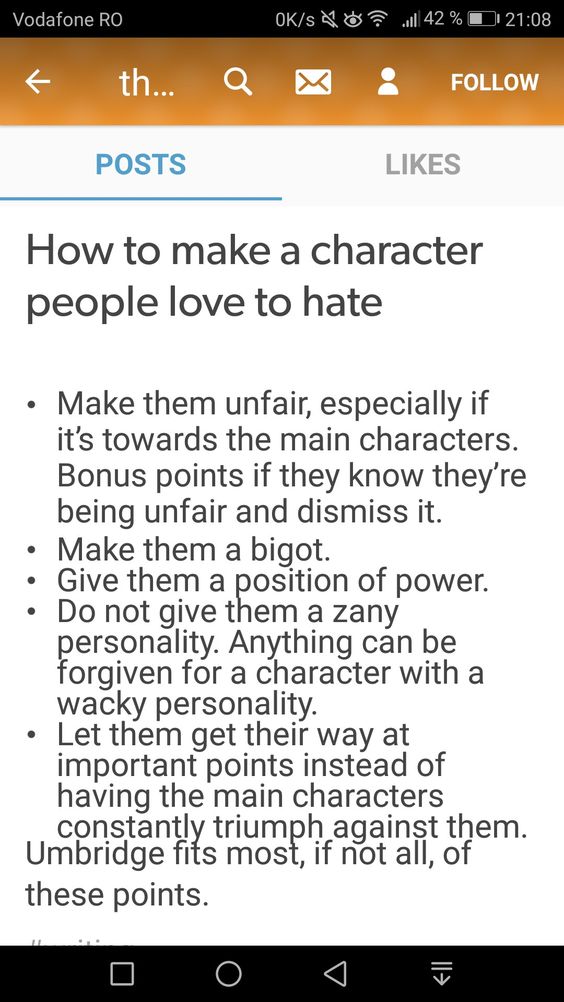 Vodafone RO 0K/s 42 % 21:08
th... FOLLOW
POSTS LIKES
How to make a character
people love to hate
• Make them unfair, especially if
it's towards the main characters.
Bonus points if they know they're
being unfair and dismiss it.
• Make them a bigot.
• Give them a position of power.
• Do not give them a zany
personality. Anything can be
forgiven for a character with a
wacky personality.
• Let them get their way at
important points instead of
having the main characters
constantly triumph against them.
Umbridge fits most, if not all, of
these points.